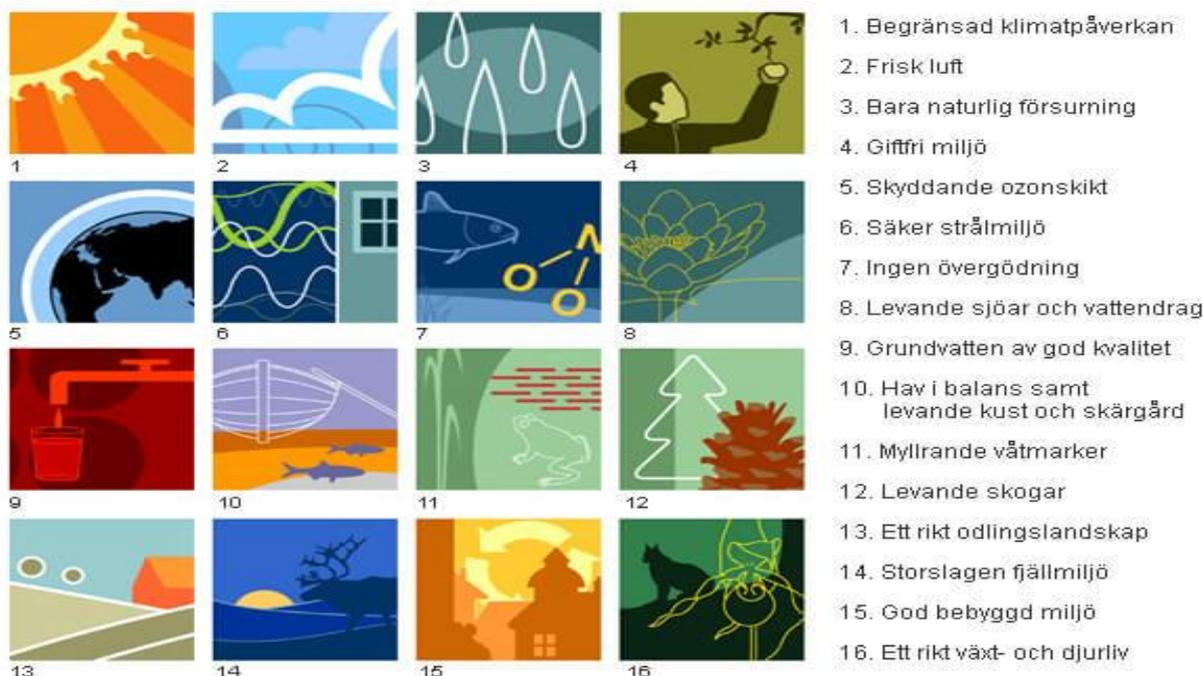 1
2
3
4
5
6
7
N
O
O
8
9
10
11
12
13
14
15
16
1. Begränsad klimatpåverkan
2. Frisk luft
3. Bara naturlig försurning
4. Giftfri miljö
5. Skyddande ozonskikt
6. Säker strålmiljö
7. Ingen övergödning
8. Levande sjöar och vattendrag
9. Grundvatten av god kvalitet
10. Hav i balans samt
levande kust och skärgård
11. Myllrande våtmarker
12. Levande skogar
13. Ett rikt odlingslandskap
14. Storslagen fjällmiljö
15. God bebyggd miljö
16. Ett rikt växt- och djurliv